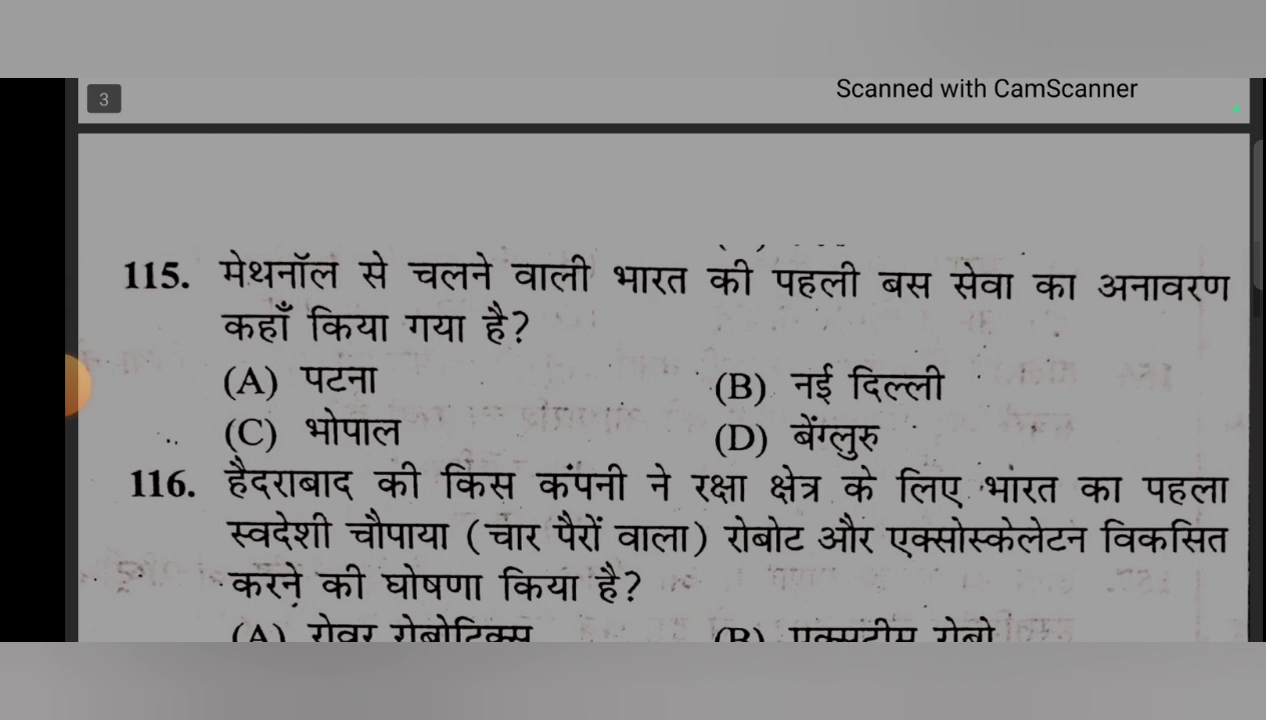 Scanned with CamScanner
3
115. मेथनॉल से चलने वाली भारत की पहली बस सेवा का अनावरण
कहाँ किया गया है?
(A) पटना (B) नई दिल्ली
(C) भोपाल (D) बेंग्लुरु
116. हैदराबाद की किस कंपनी ने रक्षा क्षेत्र के लिए भारत का पहला
स्वदेशी चौपाया (चार पैरों वाला) रोबोट और एक्सोस्केलेटन विकसित
करने की घोषणा किया है?
(A) रोबोटिक्स (B) रोबो